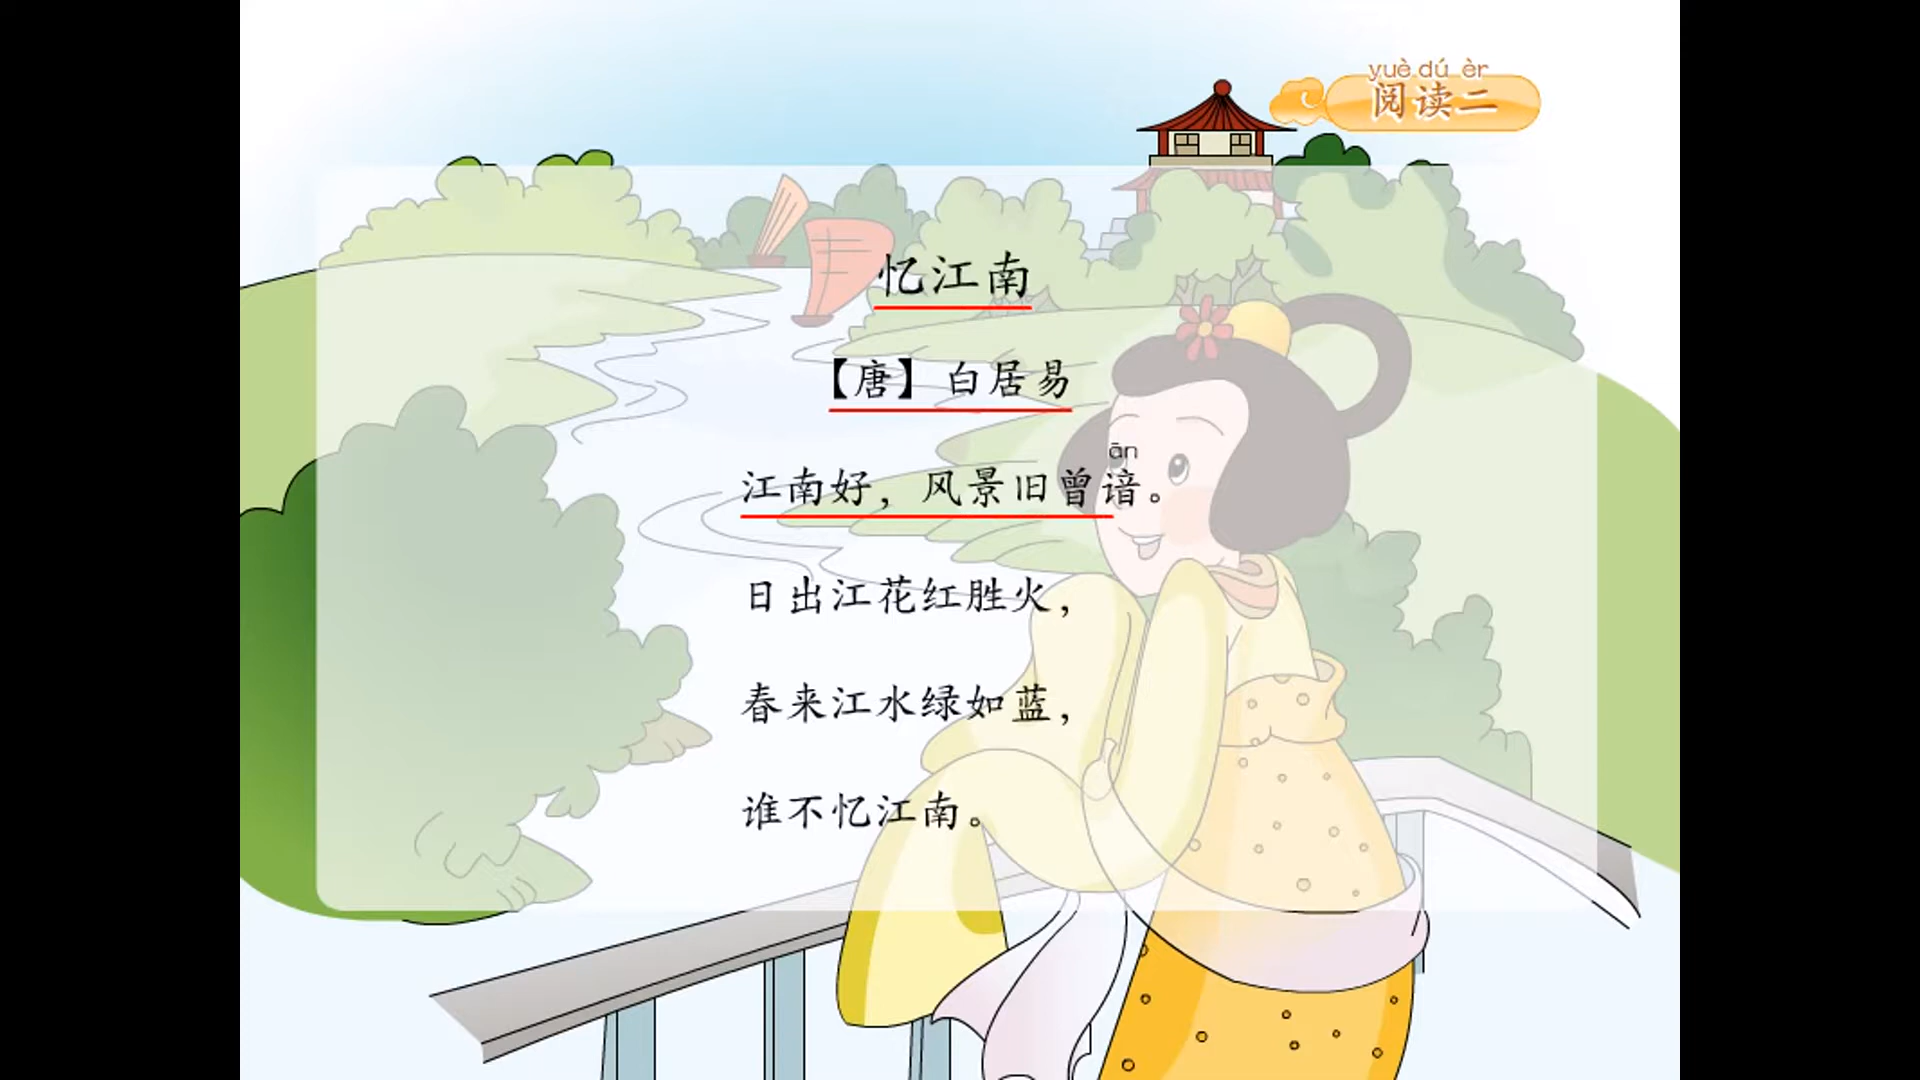 yuè dú èr
阅读二
忆江南
【唐】白居易
ān
江南好，风景旧曾谙。
日出江花红胜火，
春来江水绿如蓝，
谁不忆江南。